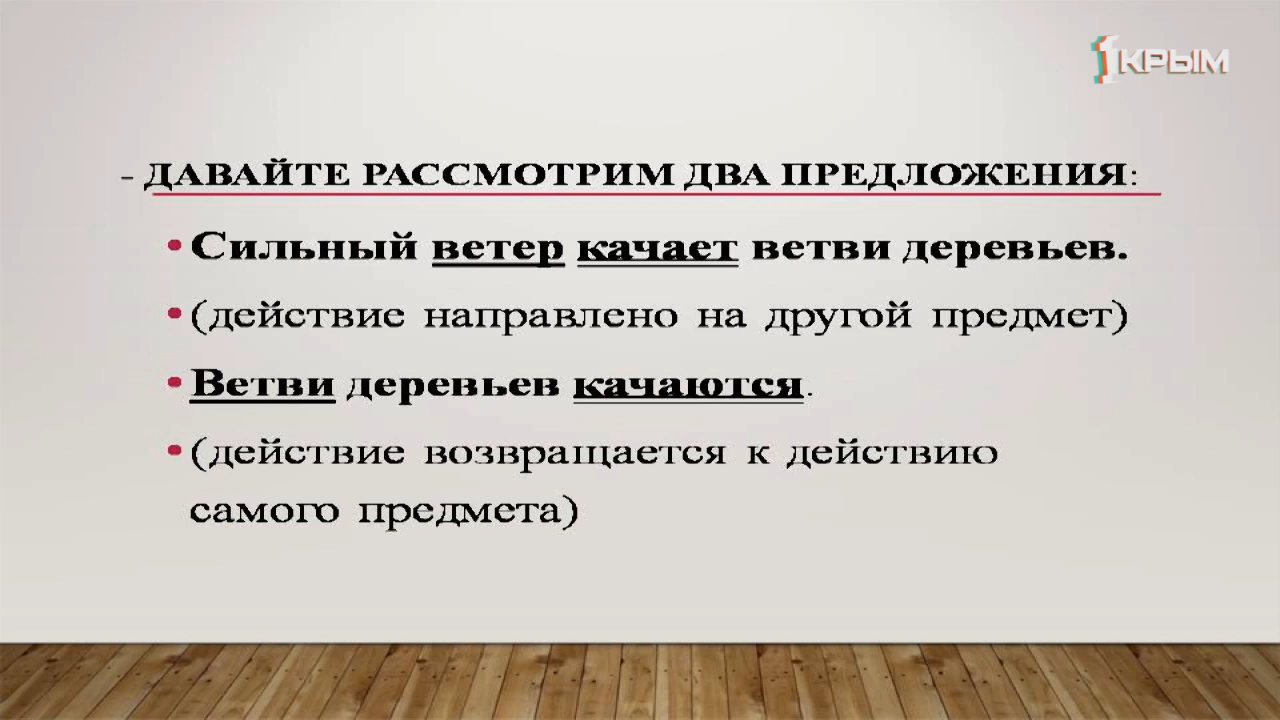 1КРЫМ
- ДАВАЙТЕ РАССМОТРИМ ДВА ПРЕДЛОЖЕНИЯ:
• Сильный ветер качает ветви деревьев.
• (действие направлено на другой предмет)
• Ветви деревьев качаются.
• (действие возвращается к действию
самого предмета)